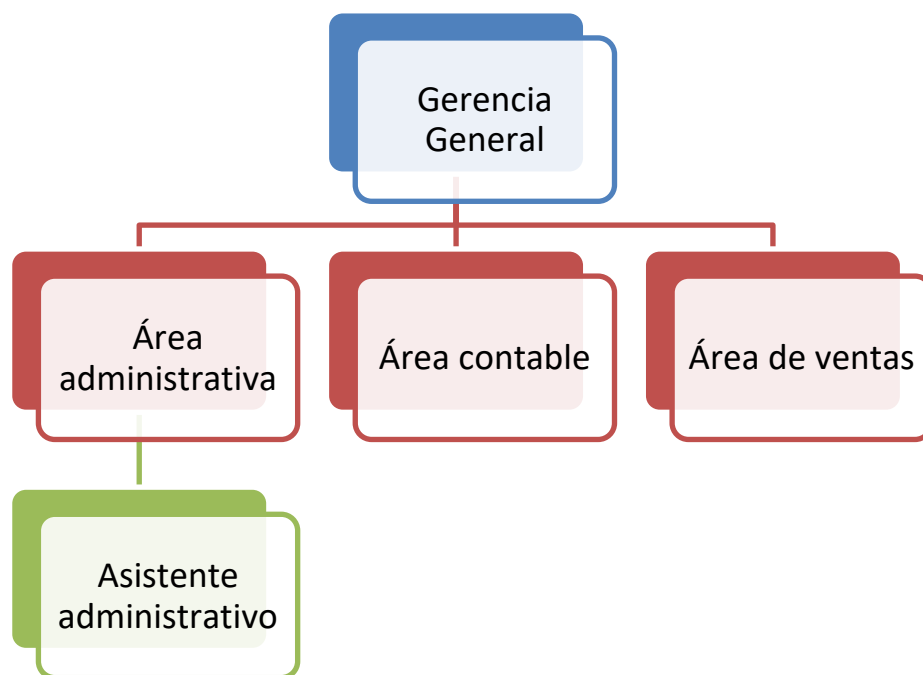 Gerencia
General
Área
administrativa
Área contable
Área de ventas
Asistente
administrativo